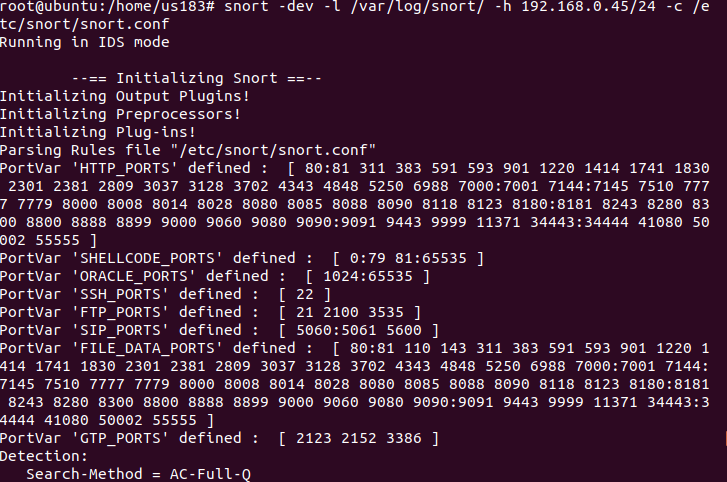 root@ubuntu:/home/us183# snort -dev -l /var/log/snort/ -h 192.168.0.45/24 -c /e
tc/snort/snort.conf
Running in IDS mode
--== Initializing Snort ==--
Initializing Output Plugins!
Initializing Preprocessors!
Initializing Plug-ins!
Parsing Rules file "/etc/snort/snort.conf"
PortVar 'HTTP_PORTS' defined :  [ 80:81 311 383 591 593 901 1220 1414 1741 1830
 2301 2381 2809 3037 3128 3702 4343 4848 5250 6988 7000:7001 7144:7145 7510 777
7 7779 8000 8008 8014 8028 8080 8085 8088 8090 8118 8123 8180:8181 8243 8280 83
00 8800 8888 8899 9000 9060 9080 9090:9091 9443 9999 11371 34443:34444 41080 50
002 55555 ]
PortVar 'SHELLCODE_PORTS' defined :  [ 0:79 81:65535 ]
PortVar 'ORACLE_PORTS' defined :  [ 1024:65535 ]
PortVar 'SSH_PORTS' defined :  [ 22 ]
PortVar 'FTP_PORTS' defined :  [ 21 2100 3535 ]
PortVar 'SIP_PORTS' defined :  [ 5060:5061 5600 ]
PortVar 'FILE_DATA_PORTS' defined :  [ 80:81 110 143 311 383 591 593 901 1220 1
414 1741 1830 2301 2381 2809 3037 3128 3702 4343 4848 5250 6988 7000:7001 7144:
7145 7510 7777 7779 8000 8008 8014 8028 8080 8085 8088 8090 8118 8123 8180:8181
 8243 8280 8300 8800 8888 8899 9000 9060 9080 9090:9091 9443 9999 11371 34443:3
4444 41080 50002 55555 ]
PortVar 'GTP_PORTS' defined :  [ 2123 2152 3386 ]
Detection:
   Search-Method = AC-Full-Q